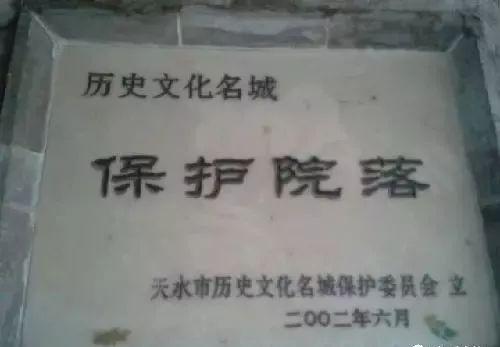 历史文化名城
保护院落
天水市历史文化名城保护委员会 立
二〇〇二年六月